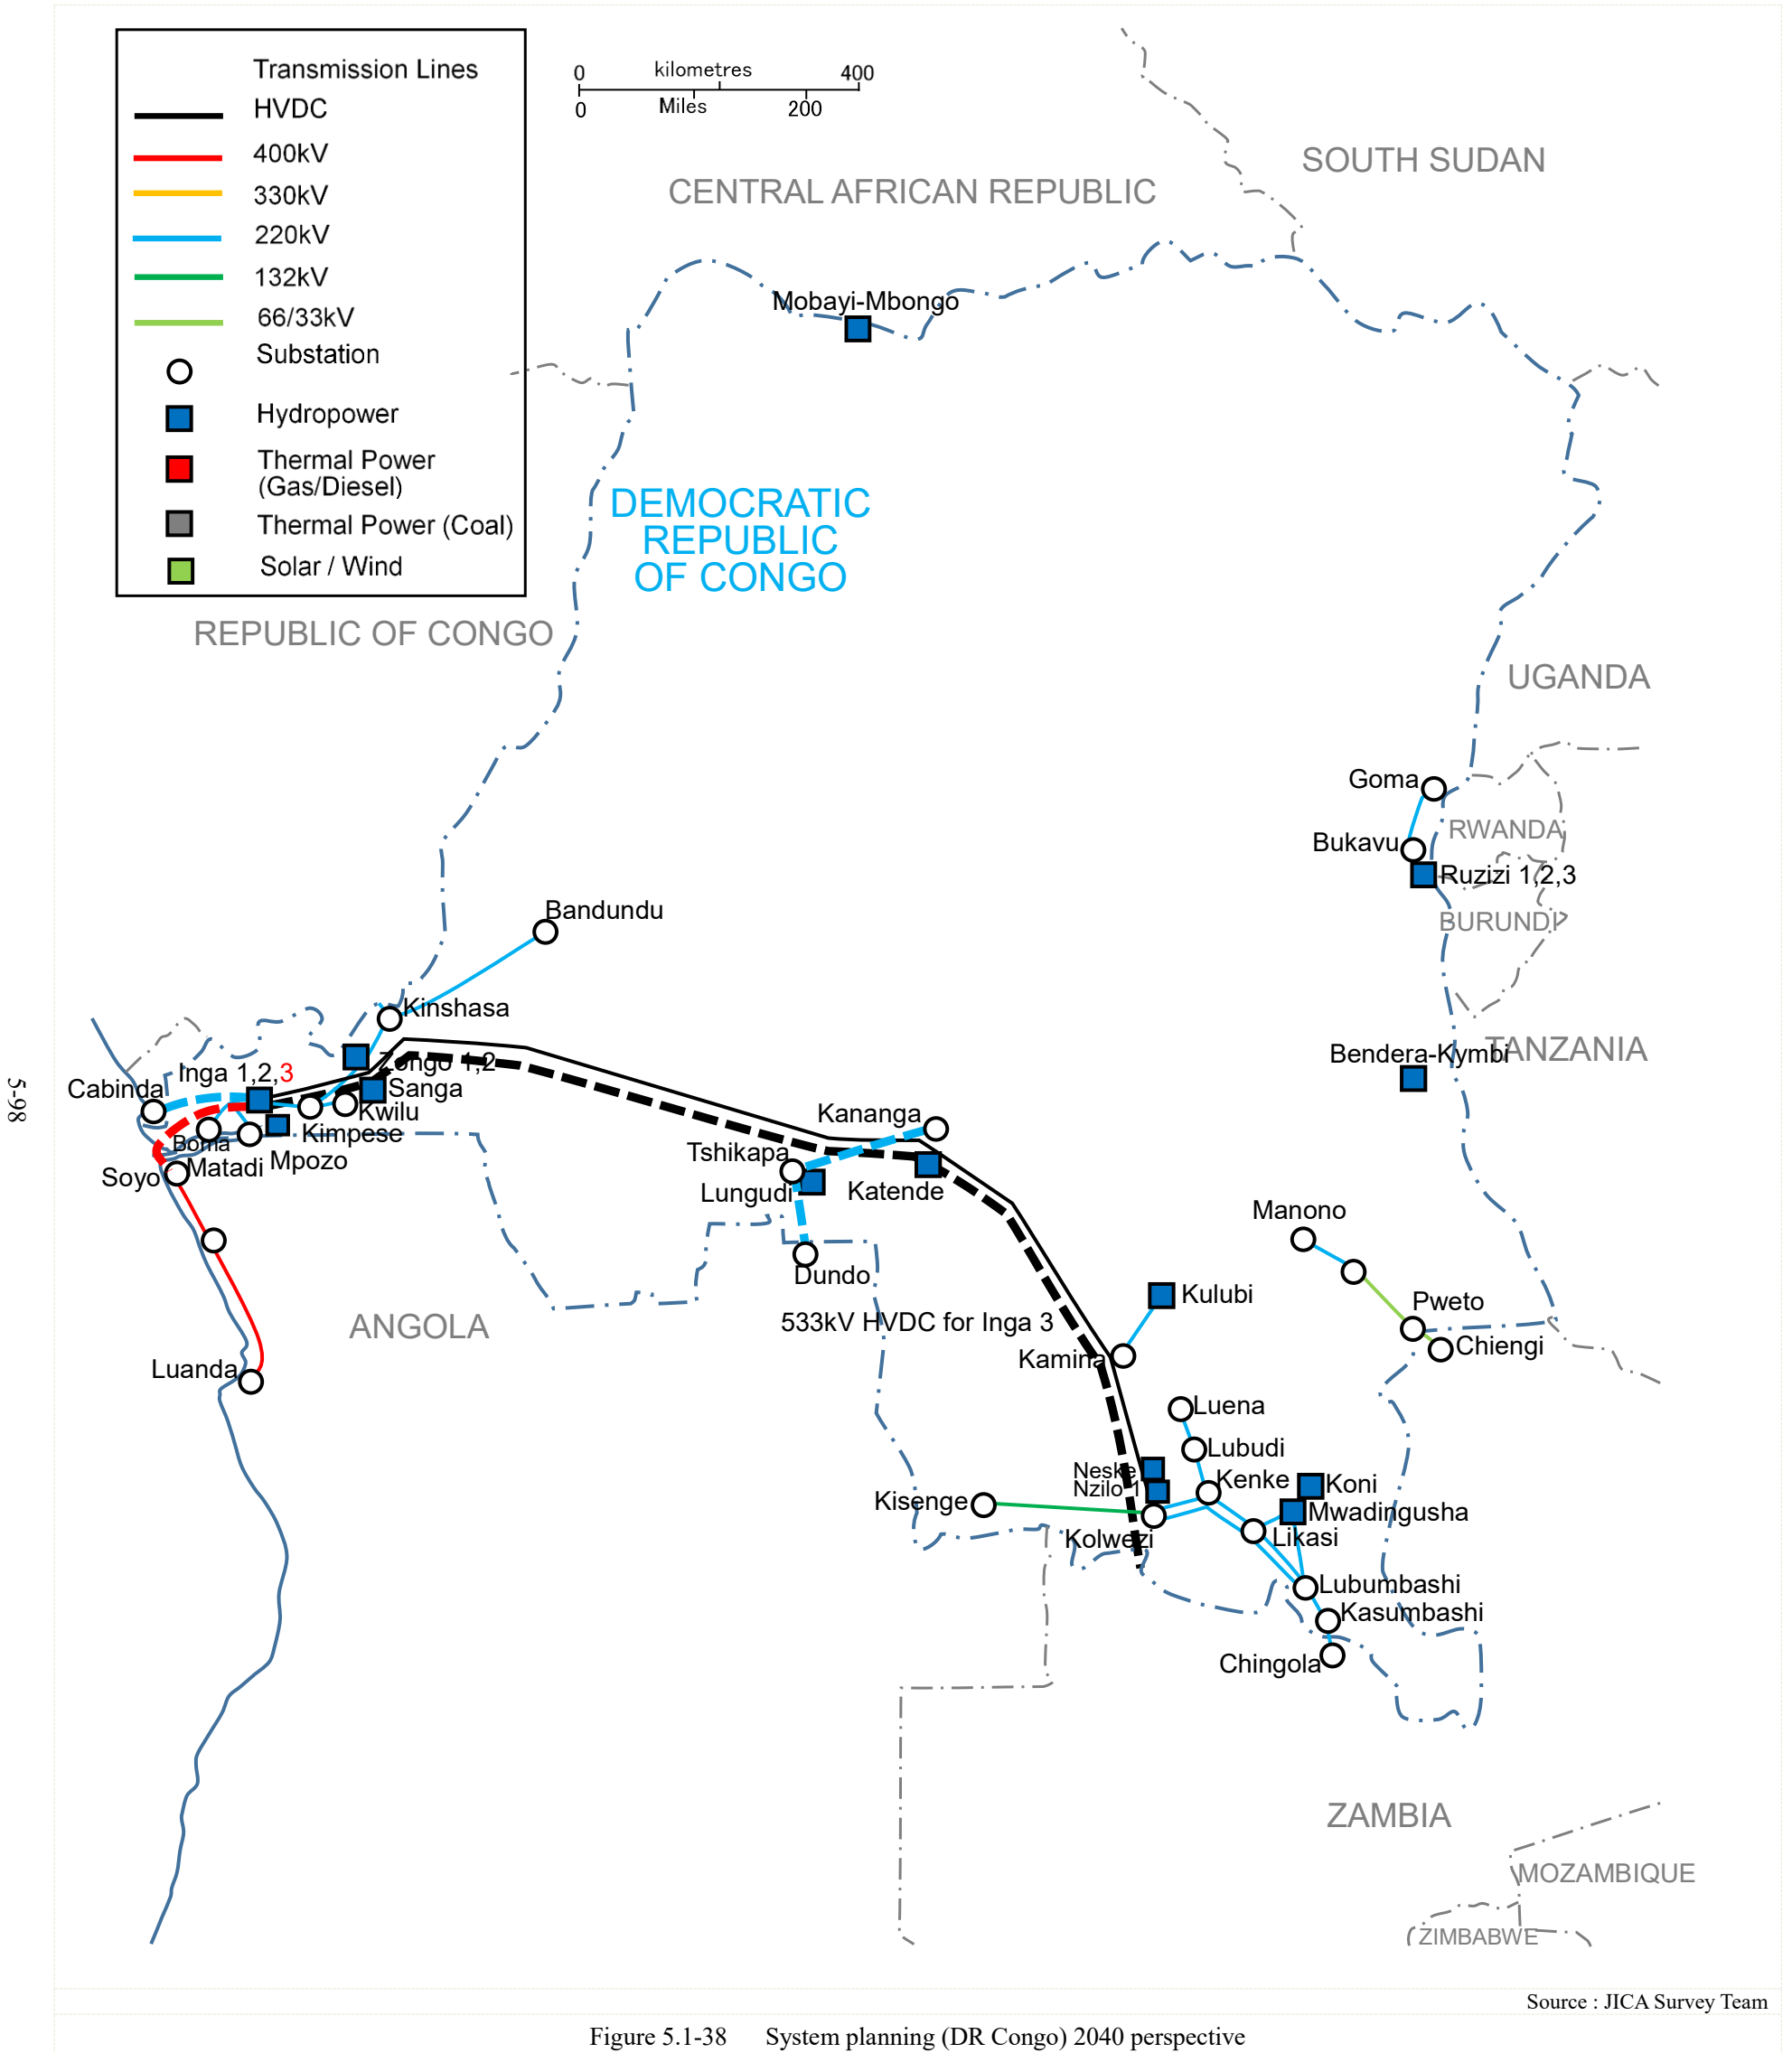 Transmission Lines
HVDC
400kV
330kV
220kV
132kV
66/33kV
Substation
Hydropower
Thermal Power
(Gas/Diesel)
Thermal Power (Coal)
Solar / Wind
0 kilometres 400
0 Miles 200
SOUTH SUDAN
CENTRAL AFRICAN REPUBLIC
Mobayi-Mbongo
DEMOCRATIC
REPUBLIC
OF CONGO
REPUBLIC OF CONGO
UGANDA
Goma
RWANDA
Bukavu
Ruzizi 1,2,3
BURUNDI
Bandundu
Kinshasa
TANZANIA
Bendera-Kymbi
Zongo 1,2
Inga 1,2,3
Sanga
Cabinda
Kwilu
Kananga
Kimpese
Boma
Tshikapa
Mpozo
Matadi
Soyo
Lungudi
Katende
Manono
Dundo
Kulubi
Pweto
533kV HVDC for Inga 3
ANGOLA
Chiengi
Kamina
Luanda
Luena
Lubudi
Neske
Kenke
Koni
Nzilo 1
Kisenge
Mwadingusha
Kolwezi
Likasi
Lubumbashi
Kasumbashi
Chingola
ZAMBIA
MOZAMBIQUE
ZIMBABWE
5-98
Source : JICA Survey Team
Figure 5.1-38 System planning (DR Congo) 2040 perspective